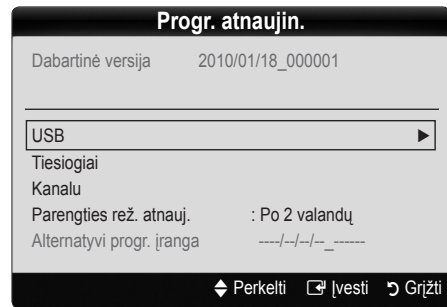 Progr. atnaujin.
Dabartinė versija 2010/01/18_000001
USB ►
Tiesiogiai
Kanalu
Parengties rež. atnauj. : Po 2 valandų
Alternatyvi progr. įranga ----/--/--/--_------
Perkelti Įvesti Grįžti